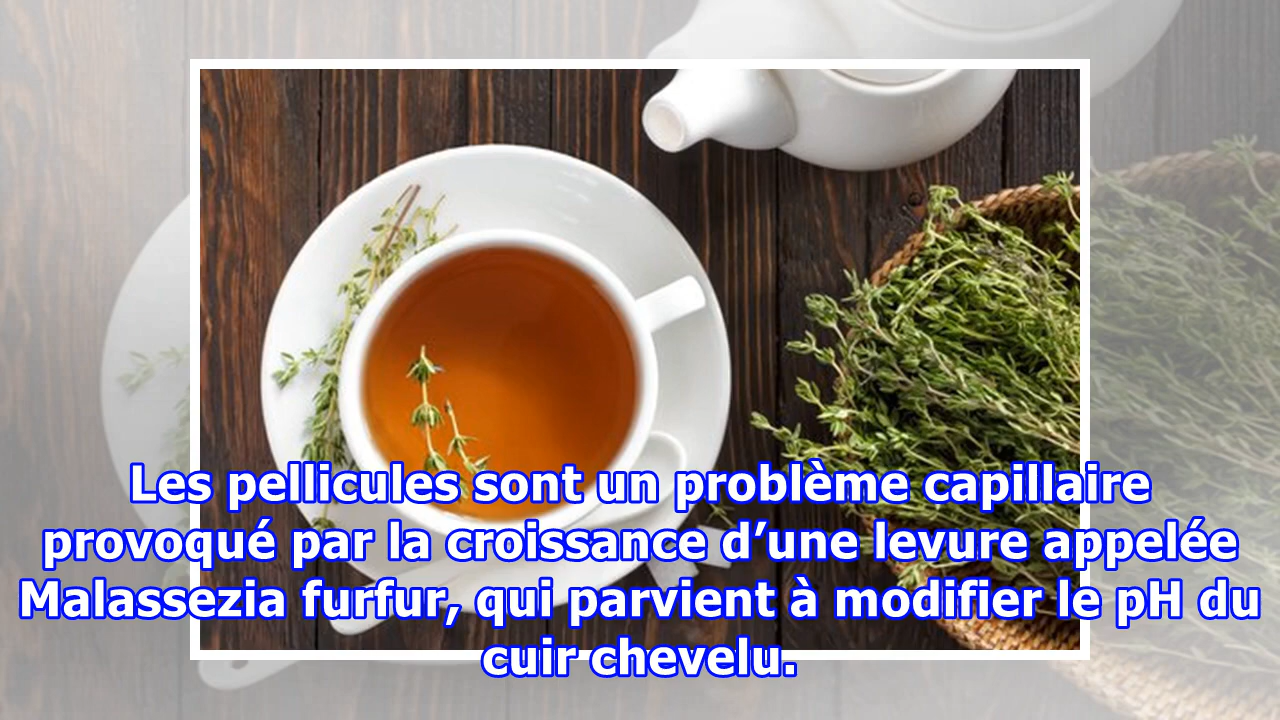 Les pellicules sont un problème capillaire
provoqué par la croissance d’une levure appelée
Malassezia furfur, qui parvient à modifier le pH du
cuir chevelu.